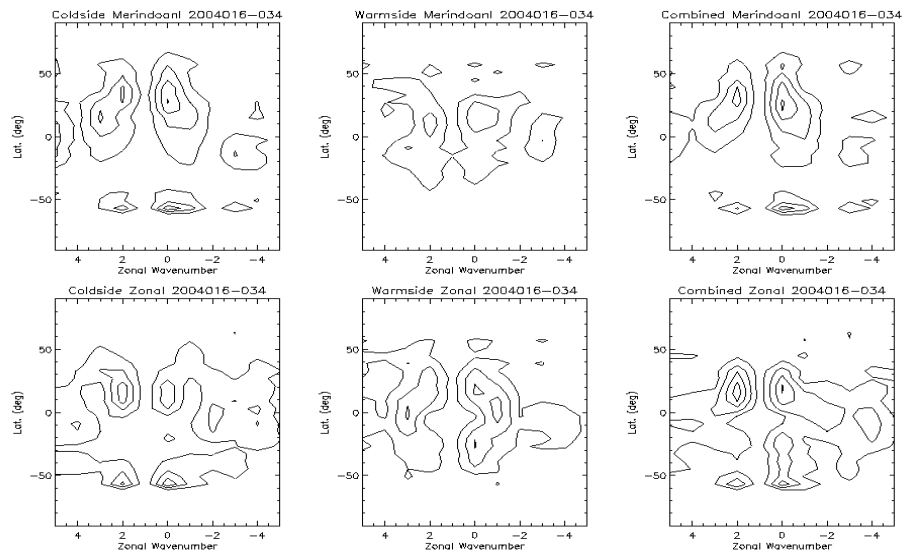 Coldside Merindoanl 2004016-034
Warmside Merindoanl 2004016-034
Combined Merindoanl 2004016-034
Lat. (deg)
50
0
-50
4 2 0 -2 -4
Zonal Wavenumber
Lat. (deg)
50
0
-50
4 2 0 -2 -4
Zonal Wavenumber
Lat. (deg)
50
0
-50
4 2 0 -2 -4
Zonal Wavenumber
Coldside Zonal 2004016-034
Warmside Zonal 2004016-034
Combined Zonal 2004016-034
Lat. (deg)
50
0
-50
4 2 0 -2 -4
Zonal Wavenumber
Lat. (deg)
50
0
-50
4 2 0 -2 -4
Zonal Wavenumber
Lat. (deg)
50
0
-50
4 2 0 -2 -4
Zonal Wavenumber